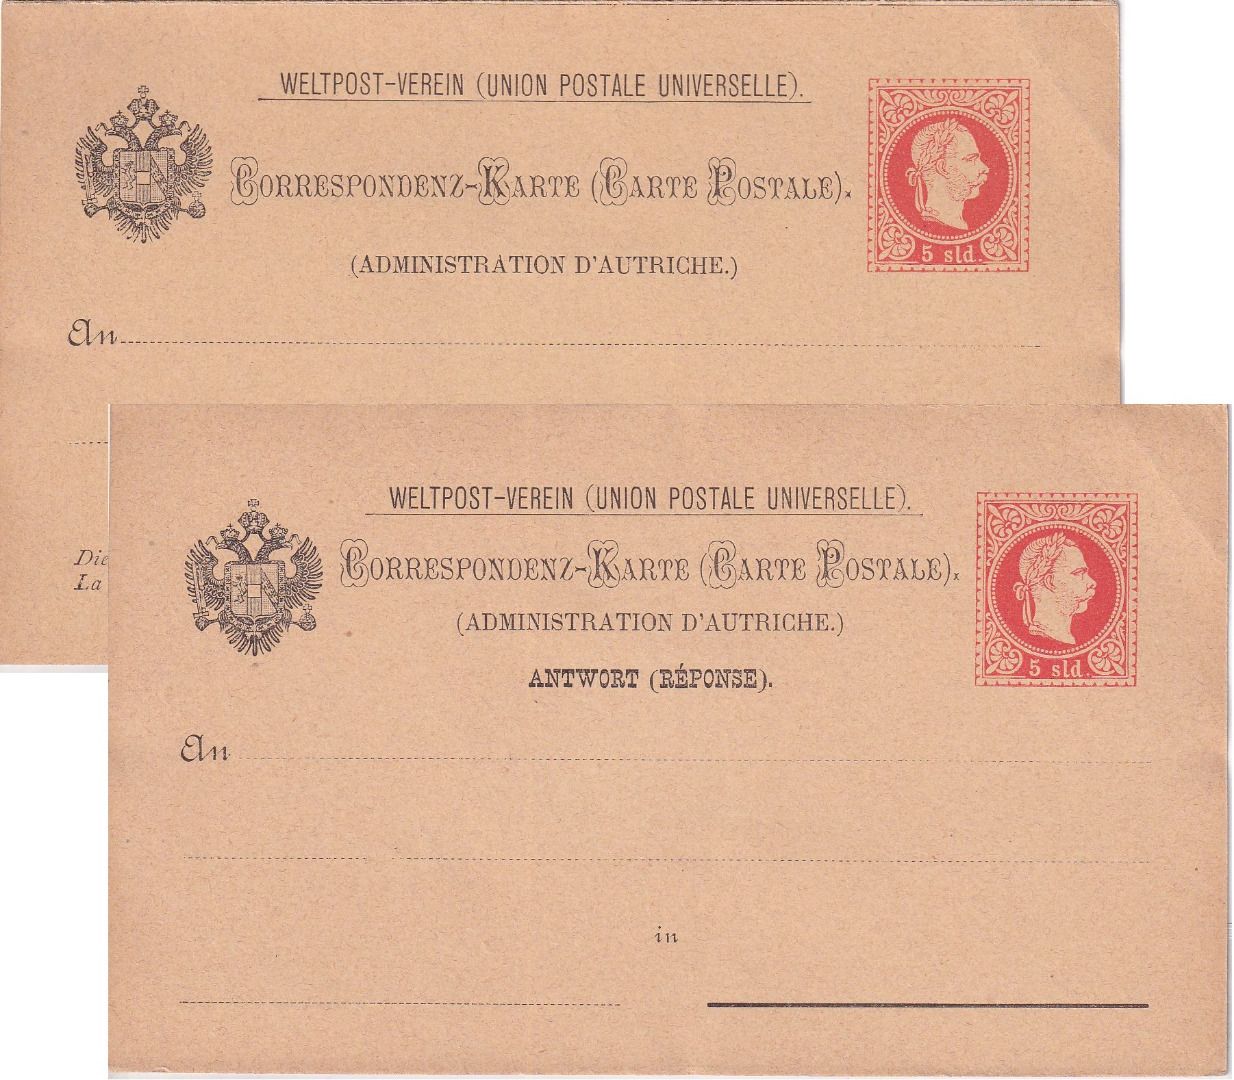 WELTPOST-VEREIN (UNION POSTALE UNIVERSELLE).
CORRESPONDENZ-KARTE (CARTE POSTALE).
5 sld.
(ADMINISTRATION D'AUTRICHE.)
An
Die
La
WELTPOST-VEREIN (UNION POSTALE UNIVERSELLE).
CORRESPONDENZ-KARTE (CARTE POSTALE).
(ADMINISTRATION D'AUTRICHE.)
5 sld.
ANTWORT (RÉPONSE).
An
in